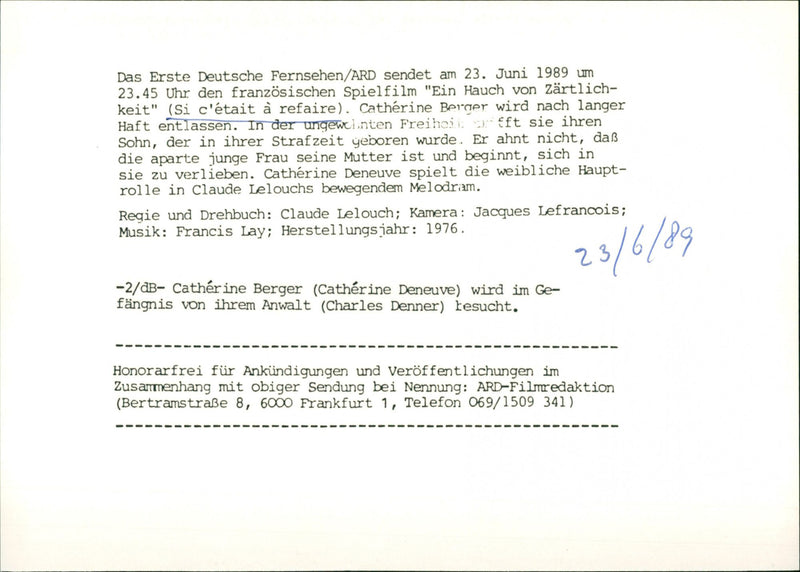 Das Erste Deutsche Fernsehen/ARD sendet am 23. Juni 1989 um
23.45 Uhr den französischen Spielfilm "Ein Hauch von Zärtlich-
keit" (Si c'était à refaire). Cathérine Berger wird nach langer
Haft entlassen. In der ungewohnten Freiheit trifft sie ihren
Sohn, der in ihrer Strafzeit geboren wurde. Er ahnt nicht, daß
die aparte junge Frau seine Mutter ist und beginnt, sich in
sie zu verlieben. Cathérine Deneuve spielt die weibliche Haupt-
rolle in Claude Lelouchs bewegendem Melodram.
Regie und Drehbuch: Claude Lelouch; Kamera: Jacques Lefrancois;
Musik: Francis Lay; Herstellungsjahr: 1976.
23/6/89
-2/dB- Cathérine Berger (Cathérine Deneuve) wird im Ge-
fängnis von ihrem Anwalt (Charles Denner) besucht.
Honorarfrei für Ankündigungen und Veröffentlichungen im
Zusammenhang mit obiger Sendung bei Nennung: ARD-Filmredaktion
(Bertramstraße 8, 6000 Frankfurt 1, Telefon 069/1509 341)